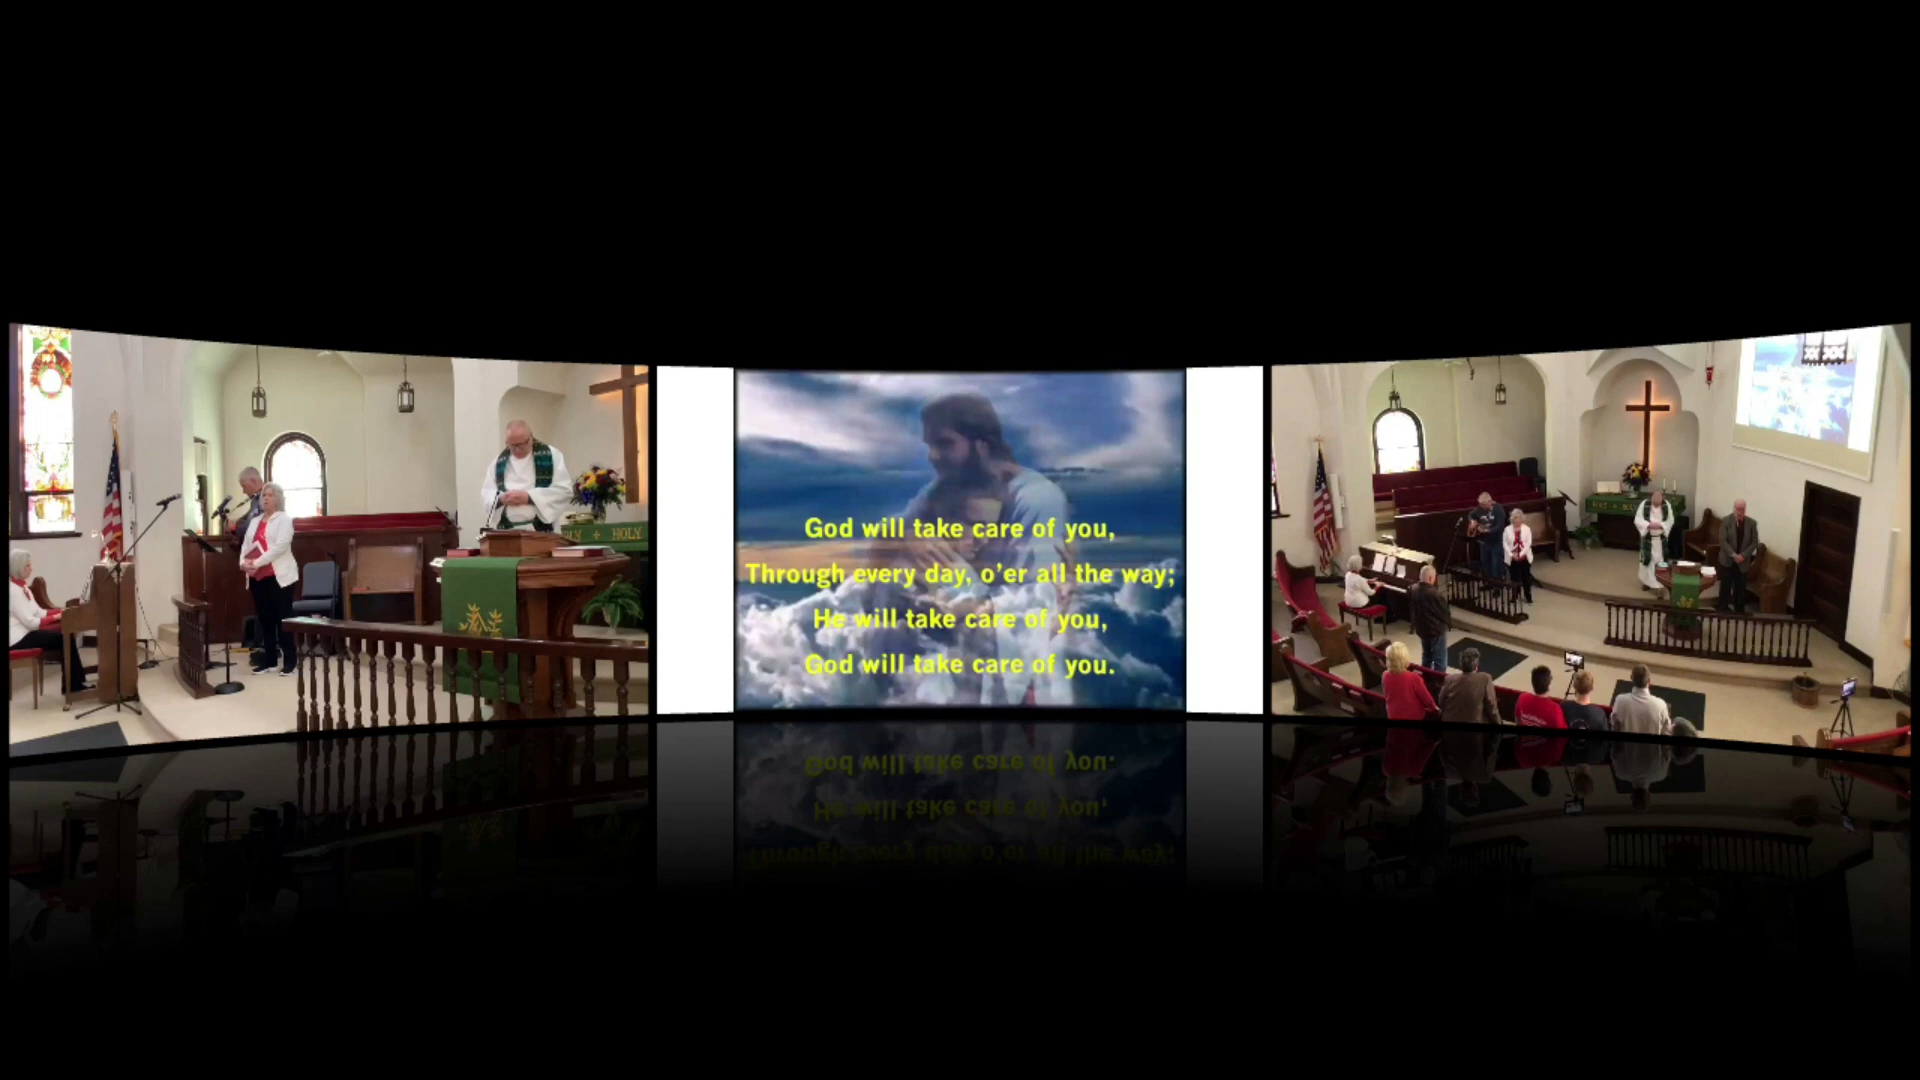 HOLY
God will take care of you,
Through every day, o'er all the way;
He will take care of you,
God will take care of you.